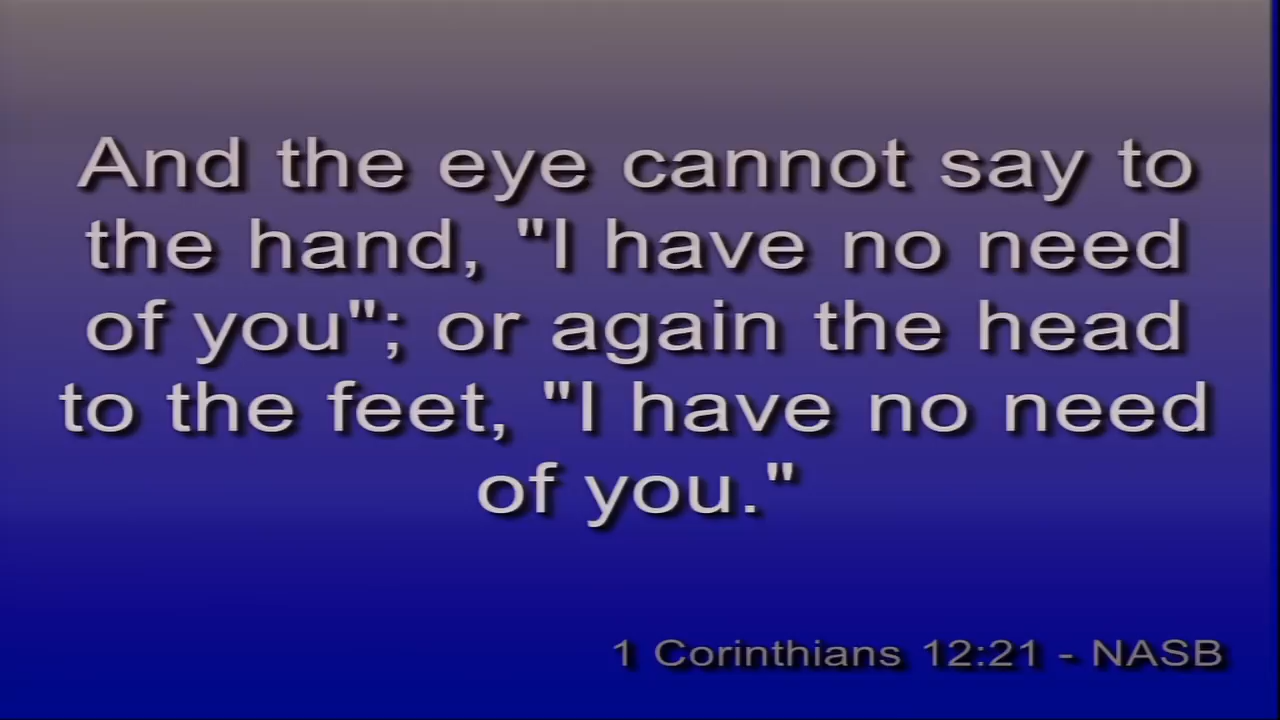 And the eye cannot say to
the hand, "I have no need
of you"; or again the head
to the feet, "I have no need
of you."
1 Corinthians 12:21 - NASB